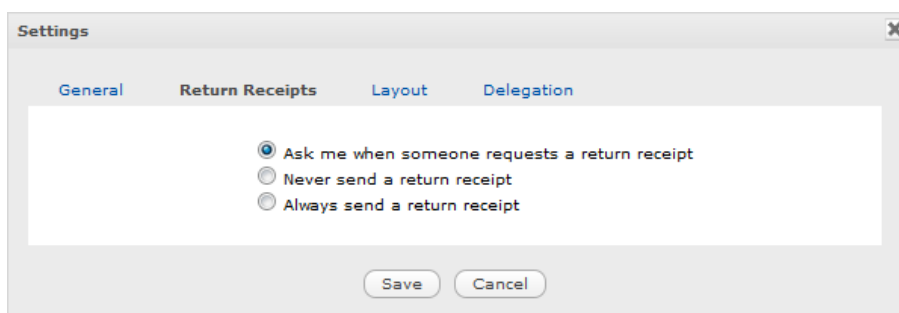 Settings
General Return Receipts Layout Delegation
Ask me when someone requests a return receipt
Never send a return receipt
Always send a return receipt
Save Cancel